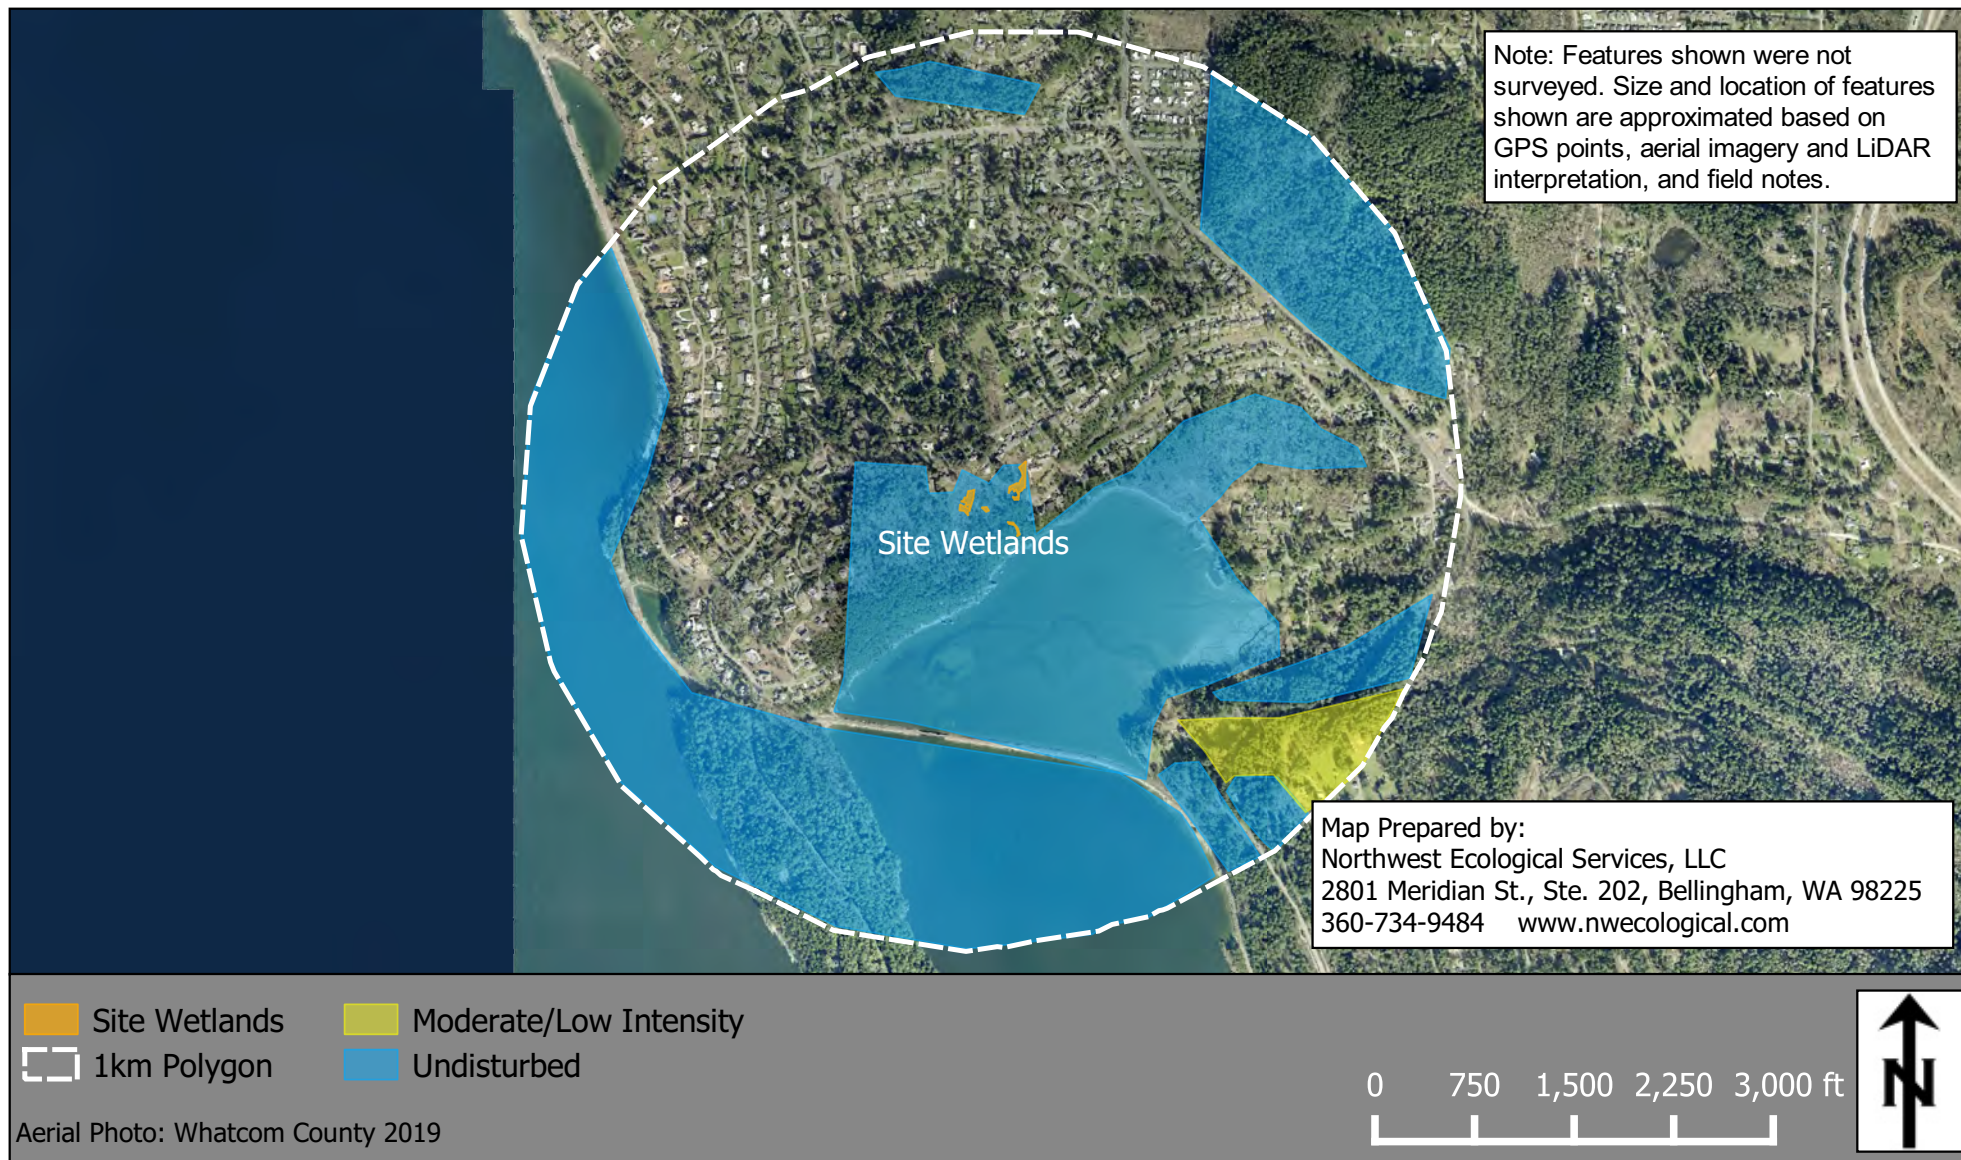 Note: Features shown were not
surveyed. Size and location of features
shown are approximated based on
GPS points, aerial imagery and LiDAR
interpretation, and field notes.
Site Wetlands
Map Prepared by:
Northwest Ecological Services, LLC
2801 Meridian St., Ste. 202, Bellingham, WA 98225
360-734-9484 www.nwecological.com
Site Wetlands
Moderate/Low Intensity
1km Polygon
Undisturbed
0 750 1,500 2,250 3,000 ft
Aerial Photo: Whatcom County 2019
N